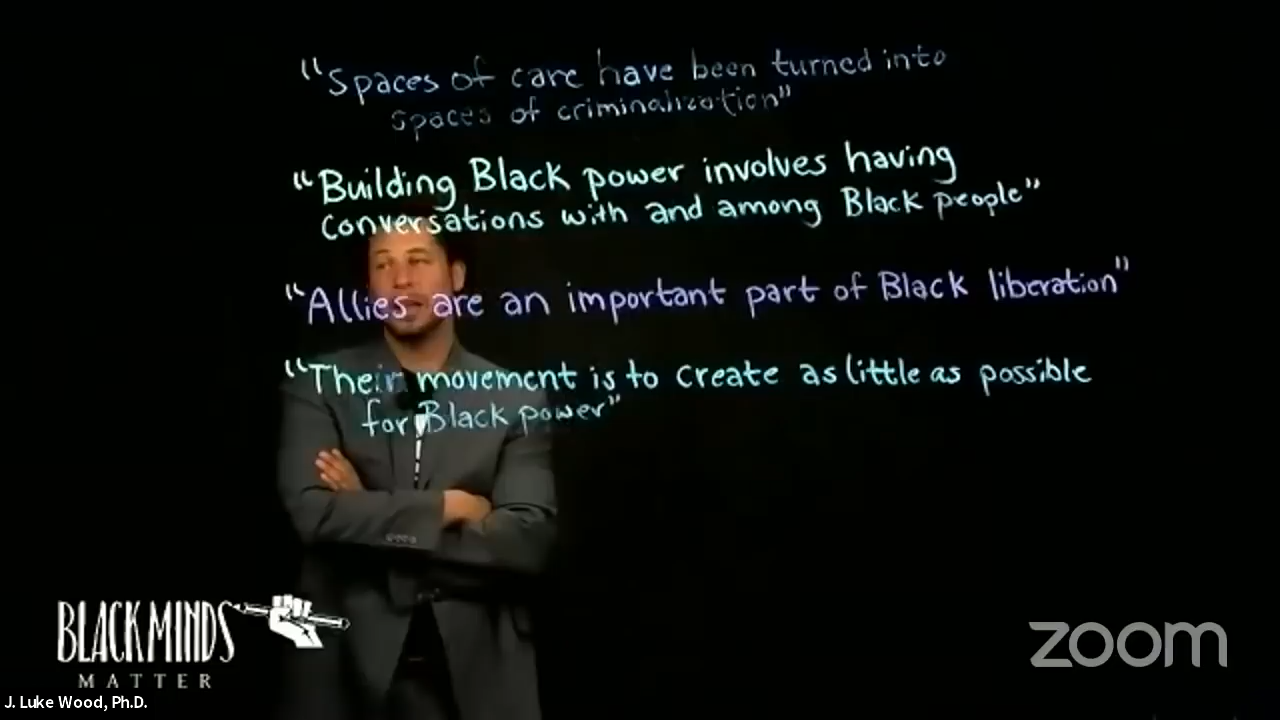 “Spaces of care have been turned into
spaces of criminalization”
“Building Black power involves having
conversations with and among Black people”
“Allies are an important part of Black liberation”
“Their movement is to create as little as possible
for Black power”
BLACK MINDS
MATTER
zoom
J. Luke Wood, Ph.D.